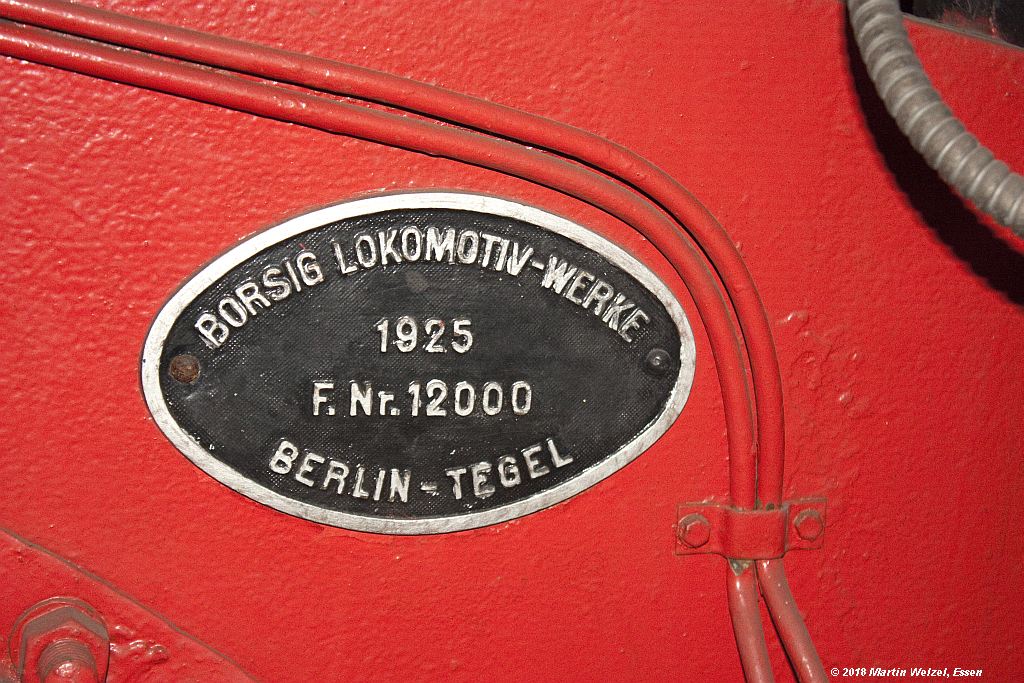 BORSIG LOKOMOTIV-WERKE
1925
F. Nr. 12000
BERLIN - TEGEL
© 2018 Martin Welzel, Essen